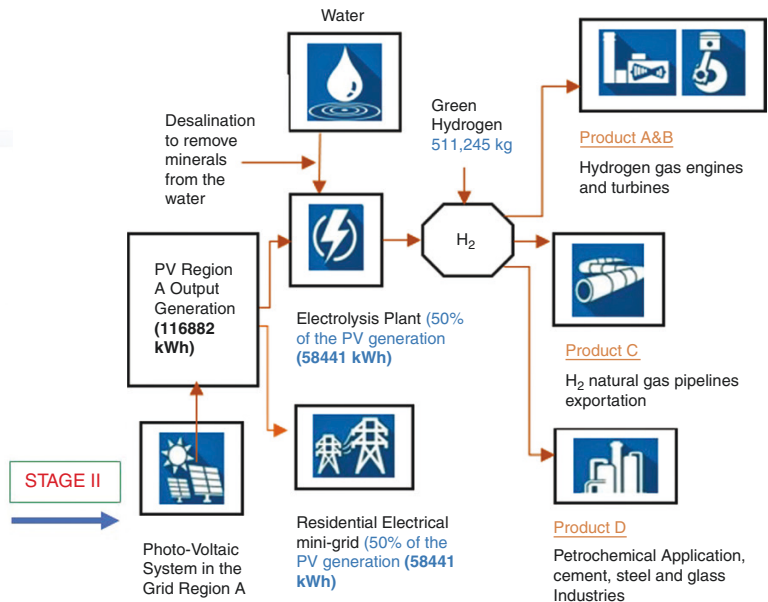 Water
Desalination
to remove
minerals
from the
water
Green
Hydrogen
511,245 kg
Product A&B
Hydrogen gas engines
and turbines
H₂
PV Region
A Output
Generation
(116882
kWh)
Electrolysis Plant (50%
of the PV generation
(58441 kWh)
Product C
H₂ natural gas pipelines
exportation
STAGE II
Photo-Voltaic
System in the
Grid Region A
Residential Electrical
mini-grid (50% of the
PV generation (58441
kWh)
Product D
Petrochemical Application,
cement, steel and glass
Industries